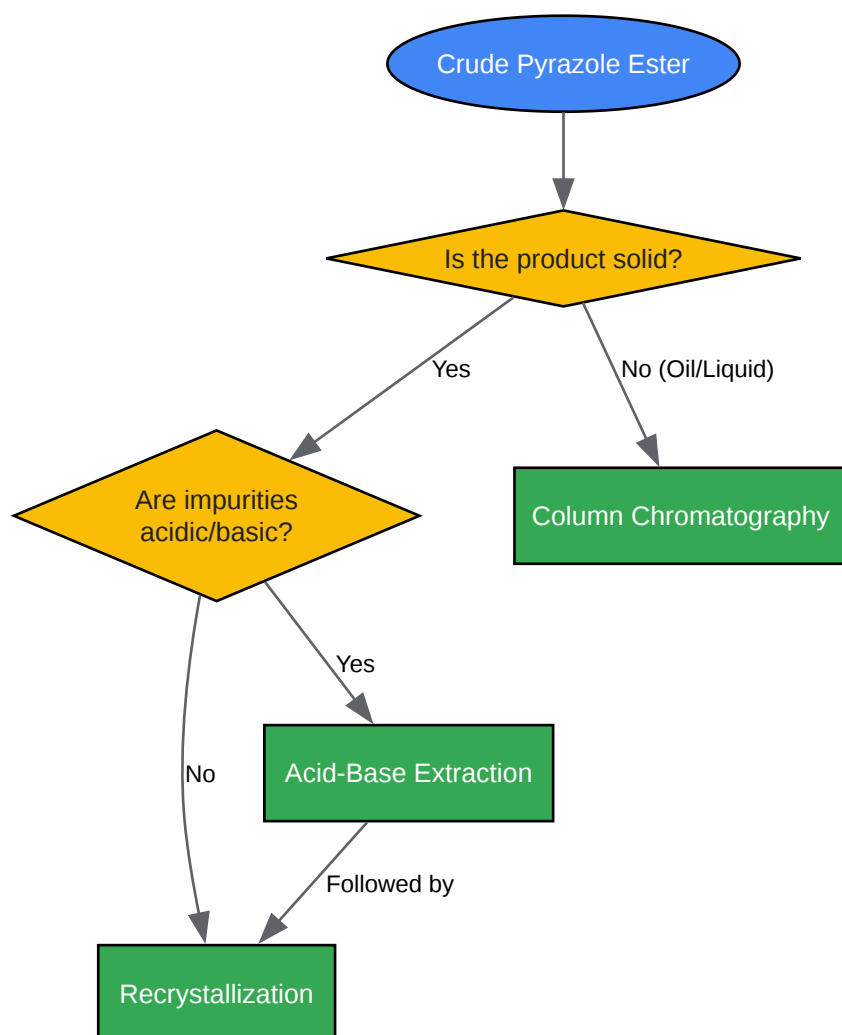 Crude Pyrazole Ester
Is the product solid?
Yes
No (Oil/Liquid)
Are impurities
acidic/basic?
Column Chromatography
Yes
No
Acid-Base Extraction
Followed by
Recrystallization